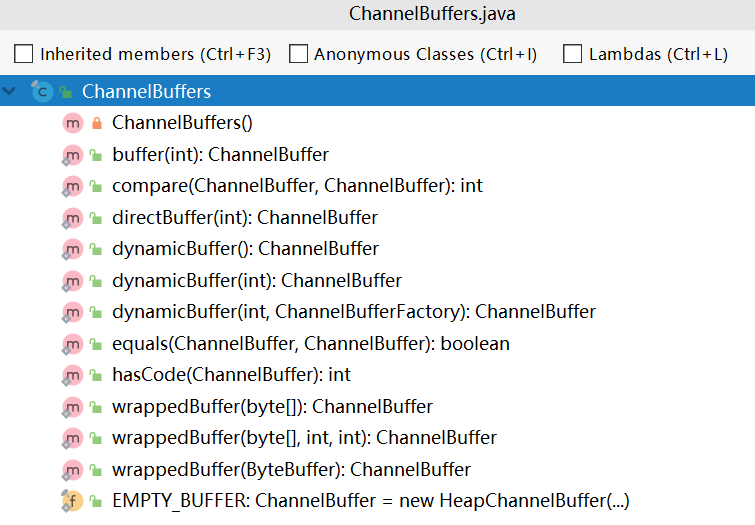 ChannelBuffers.java
Inherited members (Ctrl+F3) Anonymous Classes (Ctrl+I) Lambdas (Ctrl+L)
C ChannelBuffers
m ChannelBuffers()
m buffer(int): ChannelBuffer
m compare(ChannelBuffer, ChannelBuffer): int
m directBuffer(int): ChannelBuffer
m dynamicBuffer(): ChannelBuffer
m dynamicBuffer(int): ChannelBuffer
m dynamicBuffer(int, ChannelBufferFactory): ChannelBuffer
m equals(ChannelBuffer, ChannelBuffer): boolean
m hasCode(ChannelBuffer): int
m wrappedBuffer(byte[]): ChannelBuffer
m wrappedBuffer(byte[], int, int): ChannelBuffer
m wrappedBuffer(ByteBuffer): ChannelBuffer
f EMPTY_BUFFER: ChannelBuffer = new HeapChannelBuffer(...)